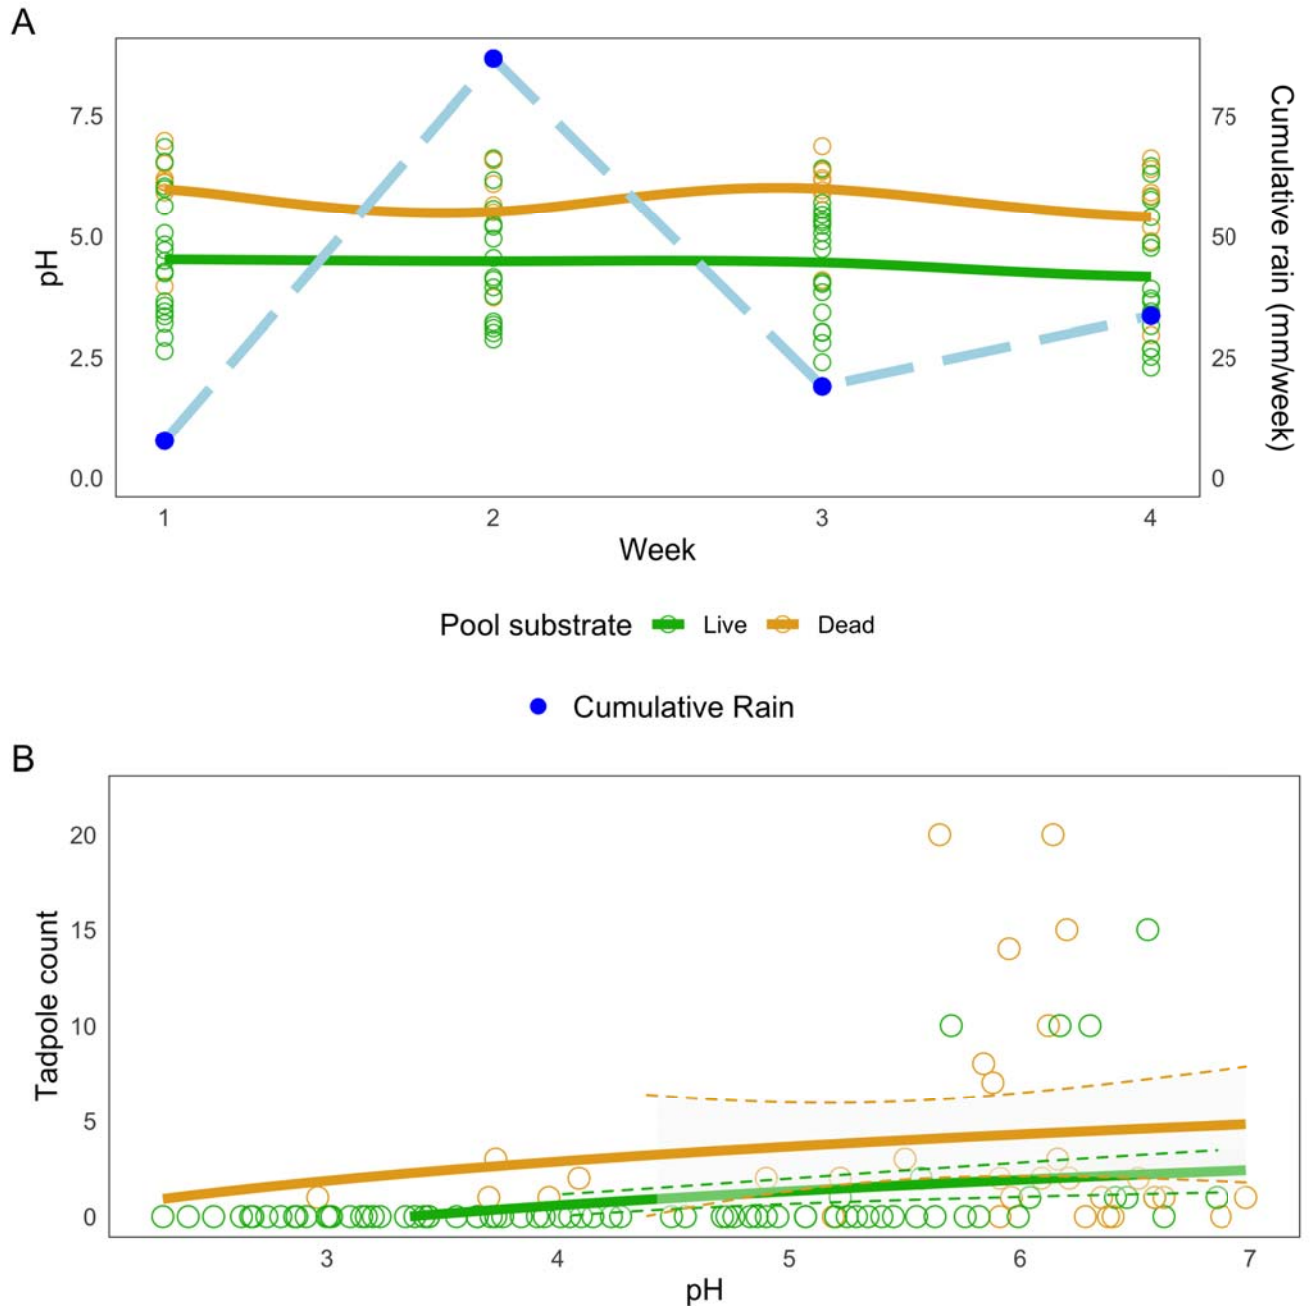 A
7.5
5.0
2.5
0.0
pH
75
50
25
0
Cumulative rain (mm/week)
1 2 3 4
Week
Pool substrate Live Dead
Cumulative Rain
B
20
15
10
5
0
Tadpole count
3 4 5 6 7
pH